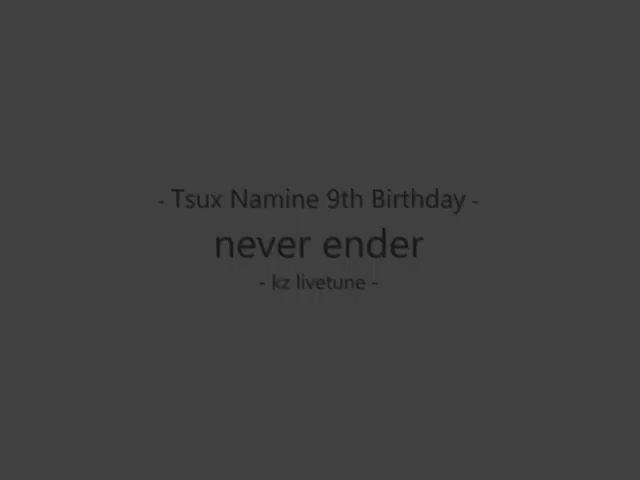 - Tsux Namine 9th Birthday -
never ender
- kz livetune -